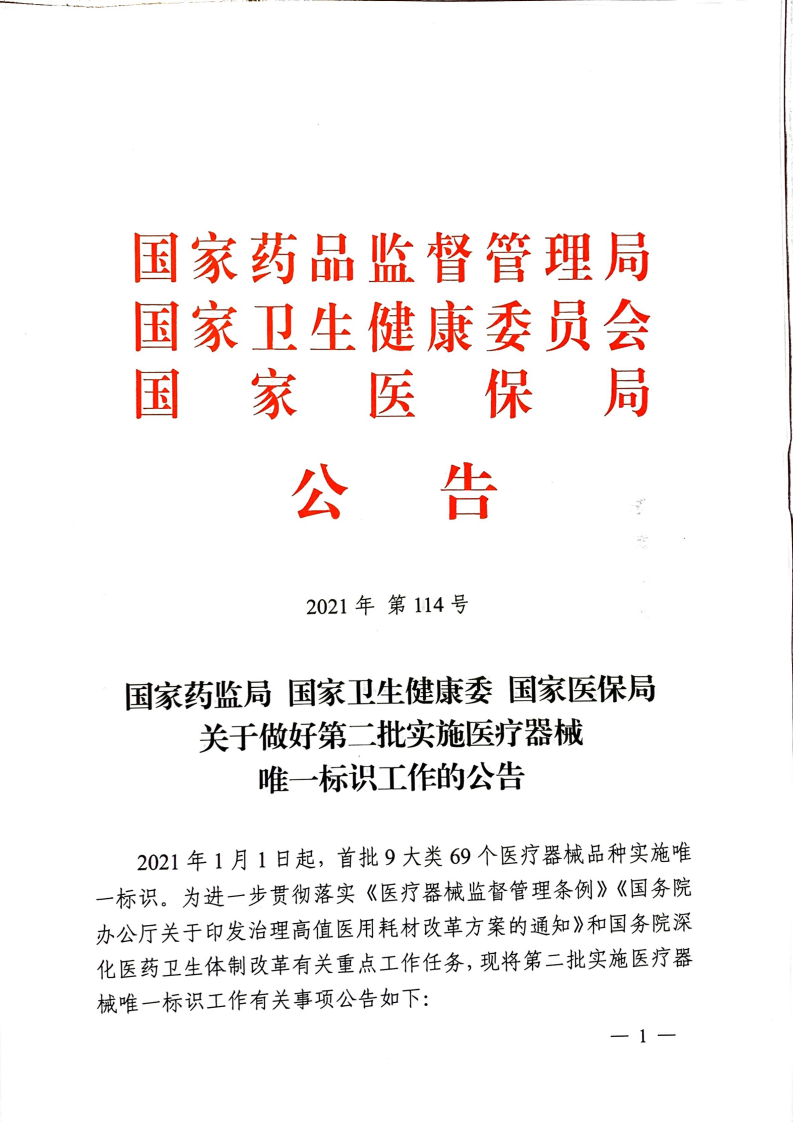 国家药品监督管理局
国家卫生健康委员会
国家医保局
公告
2021年 第114号
国家药监局 国家卫生健康委 国家医保局
关于做好第二批实施医疗器械
唯一标识工作的公告
2021年1月1日起，首批9大类69个医疗器械品种实施唯
一标识。为进一步贯彻落实《医疗器械监督管理条例》《国务院
办公厅关于印发治理高值医用耗材改革方案的通知》和国务院深
化医药卫生体制改革有关重点工作任务，现将第二批实施医疗器
械唯一标识工作有关事项公告如下：
— 1 —